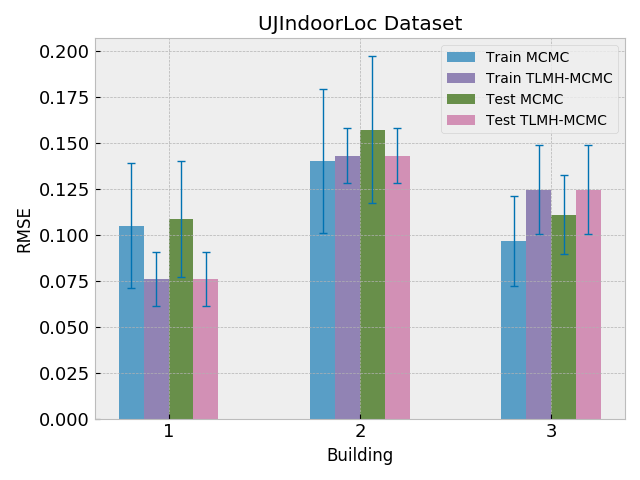 UJIndoorLoc Dataset
Train MCMC
Train TLMH-MCMC
Test MCMC
Test TLMH-MCMC
RMSE
0.200
0.175
0.150
0.125
0.100
0.075
0.050
0.025
0.000
1 2 3
Building